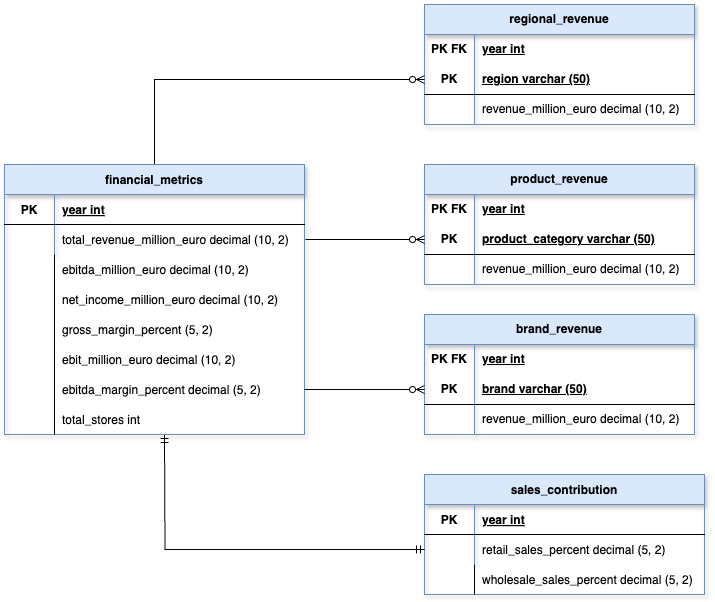 regional_revenue
PK FK year int
PK region varchar (50)
revenue_million_euro decimal (10, 2)
financial_metrics
PK year int
total_revenue_million_euro decimal (10, 2)
ebitda_million_euro decimal (10, 2)
net_income_million_euro decimal (10, 2)
gross_margin_percent (5, 2)
ebit_million_euro decimal (10, 2)
ebitda_margin_percent decimal (5, 2)
total_stores int
product_revenue
PK FK year int
PK product_category varchar (50)
revenue_million_euro decimal (10, 2)
brand_revenue
PK FK year int
PK brand varchar (50)
revenue_million_euro decimal (10, 2)
sales_contribution
PK year int
retail_sales_percent decimal (5, 2)
wholesale_sales_percent decimal (5, 2)